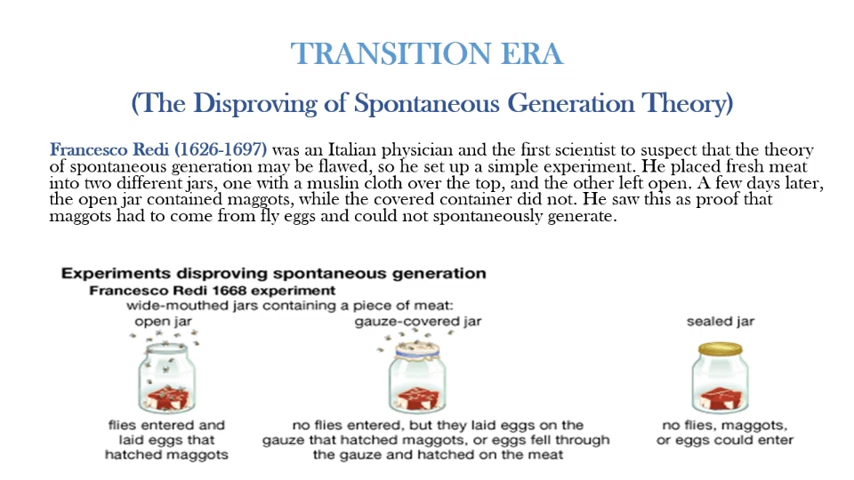 TRANSITION ERA
(The Disproving of Spontaneous Generation Theory)
Francesco Redi (1626-1697) was an Italian physician and the first scientist to suspect that the theory
of spontaneous generation may be flawed, so he set up a simple experiment. He placed fresh meat
into two different jars, one with a muslin cloth over the top, and the other left open. A few days later,
the open jar contained maggots, while the covered container did not. He saw this as proof that
maggots had to come from fly eggs and could not spontaneously generate.
Experiments disproving spontaneous generation
Francesco Redi 1668 experiment
wide-mouthed jars containing a piece of meat:
open jar
flies entered and
laid eggs that
hatched maggots
gauze-covered jar
no flies entered, but they laid eggs on the
gauze that hatched maggots, or eggs fell through
the gauze and hatched on the meat
sealed jar
no flies, maggots,
or eggs could enter